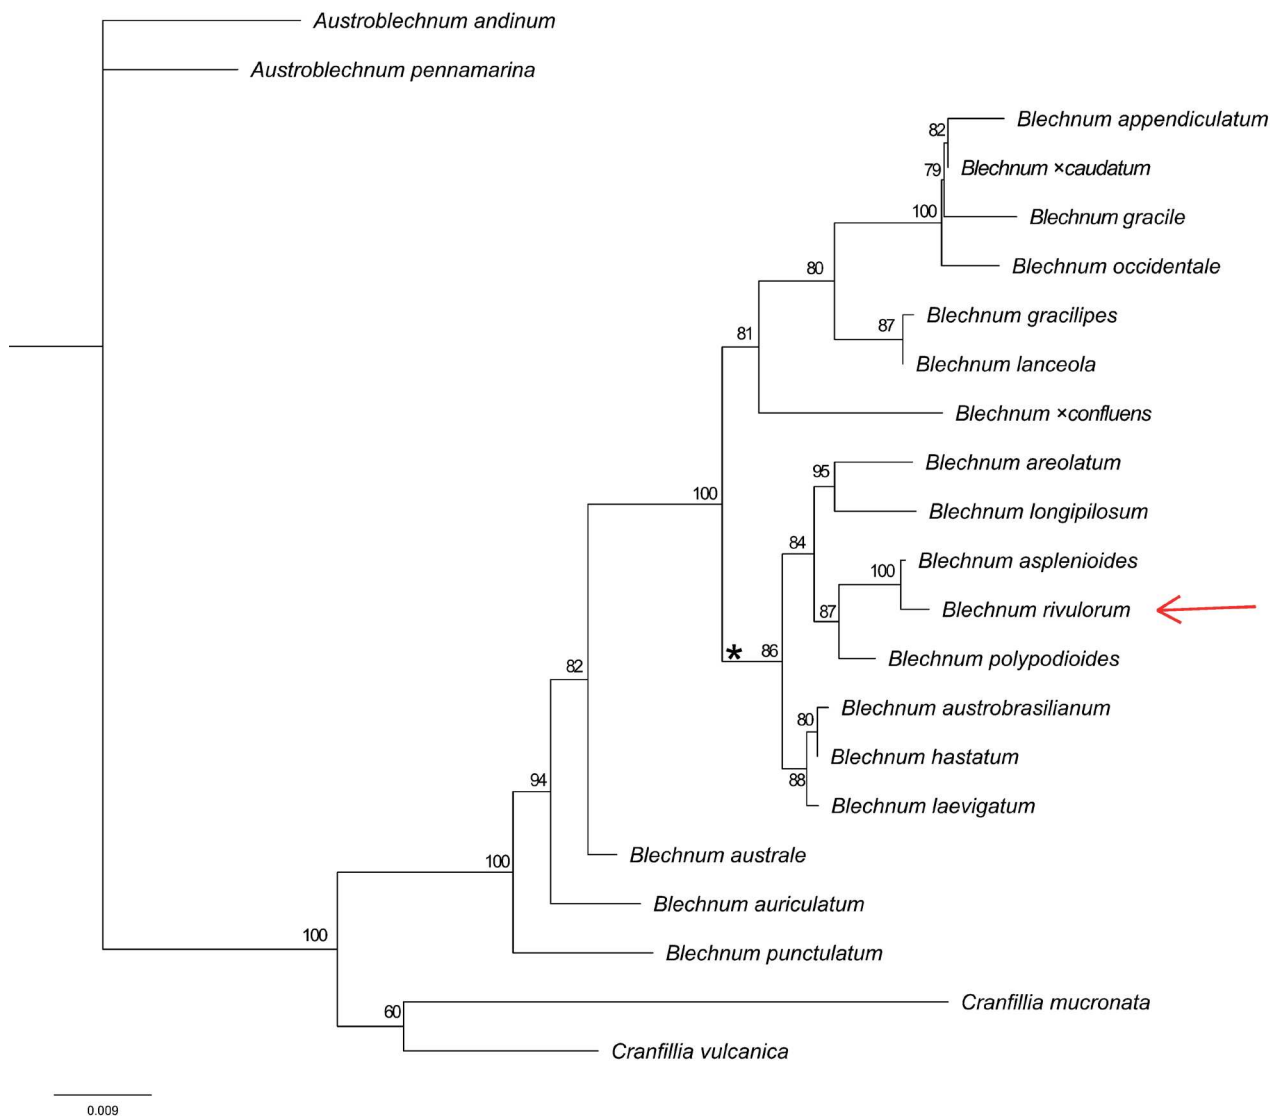 Austroblechnum andinum
Austroblechnum pennamarina
Blechnum appendiculatum
82
Blechnum ×caudatum
79
Blechnum gracile
100
Blechnum occidentale
80
Blechnum gracilipes
87
Blechnum lanceola
81
Blechnum ×confluens
Blechnum areolatum
95
Blechnum longipilosum
100
84
Blechnum asplenioides
100
Blechnum rivulorum
87
Blechnum polypodioides
* 86
82
Blechnum austrobrasilianum
80
Blechnum hastatum
88
94
Blechnum laevigatum
Blechnum australe
100
Blechnum auriculatum
100
Blechnum punctulatum
Cranfillia mucronata
60
Cranfillia vulcanica
0.009